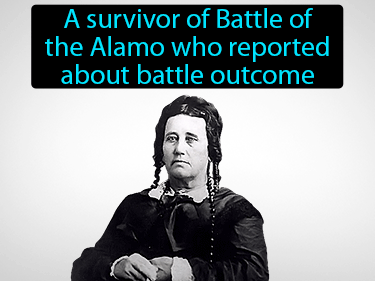 A survivor of Battle of
the Alamo who reported
about battle outcome